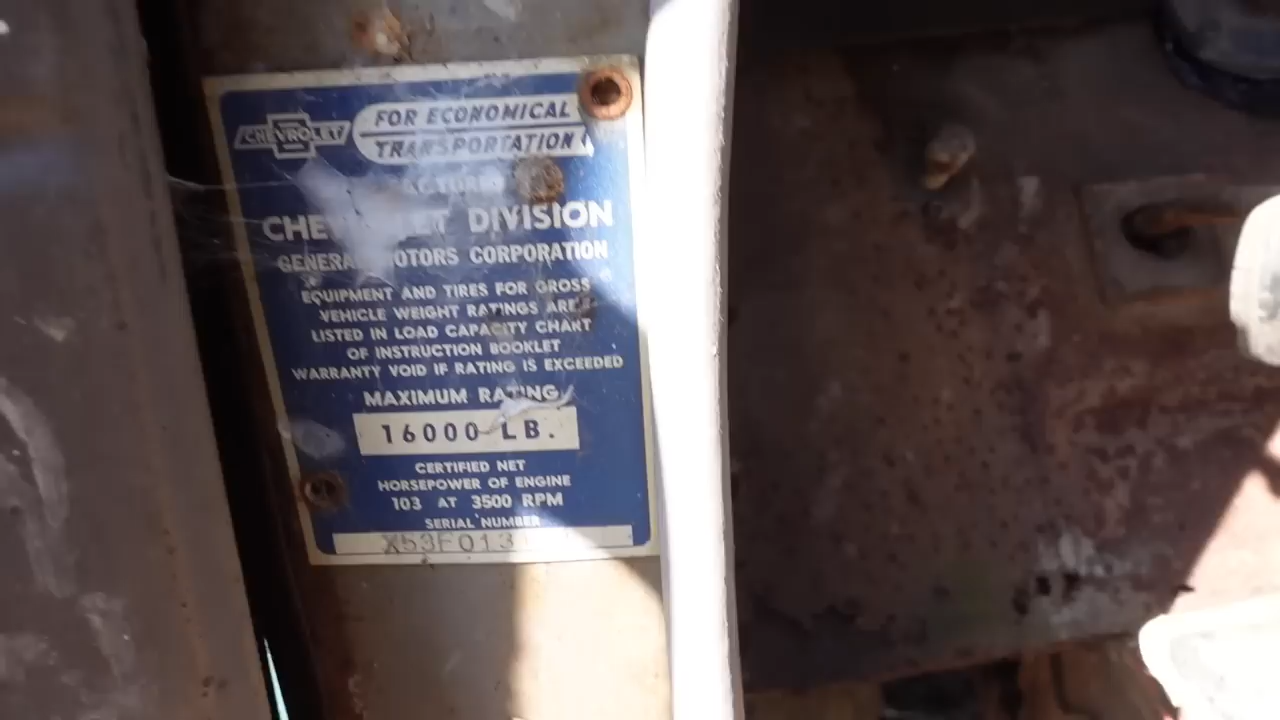 CHEVROLET
FOR ECONOMICAL
TRANSPORTATION
DIVISION
GENERAL MOTORS CORPORATION
EQUIPMENT AND TIRES FOR GROSS
VEHICLE WEIGHT RATINGS ARE
LISTED IN LOAD CAPACITY CHART
OF INSTRUCTION BOOKLET
WARRANTY VOID IF RATING IS EXCEEDED
MAXIMUM RATING
16000 LB.
CERTIFIED NET
HORSEPOWER OF ENGINE
103 AT 3500 RPM
SERIAL NUMBER